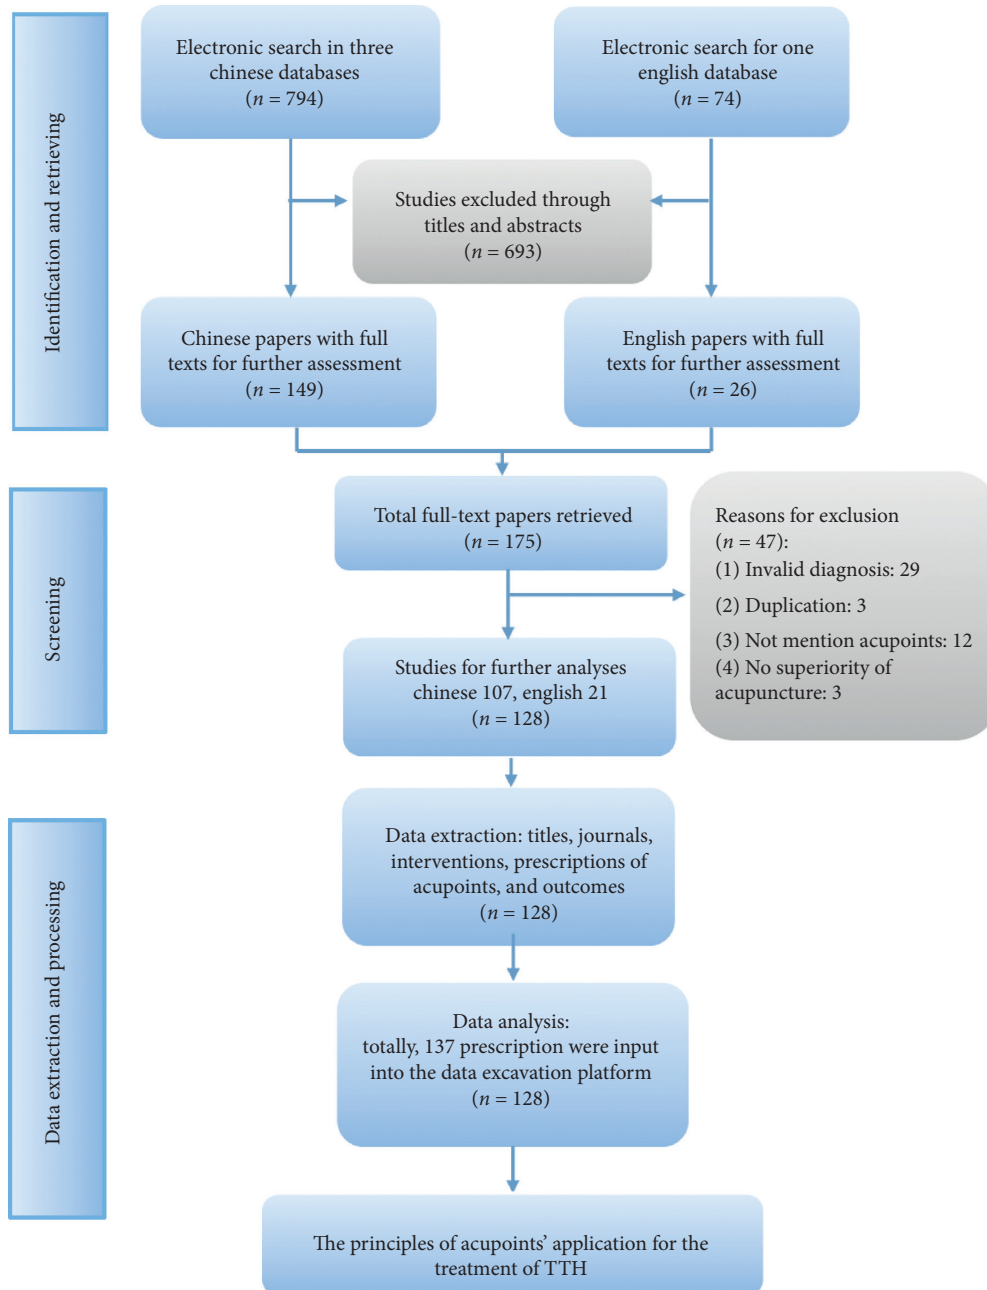 Identification and retrieving
Electronic search in three
chinese databases
(n = 794)
Electronic search for one
english database
(n = 74)
Studies excluded through
titles and abstracts
(n = 693)
Chinese papers with full
texts for further assessment
(n = 149)
English papers with full
texts for further assessment
(n = 26)
Screening
Total full-text papers retrieved
(n = 175)
Reasons for exclusion
(n = 47):
(1) Invalid diagnosis: 29
(2) Duplication: 3
(3) Not mention acupoints: 12
(4) No superiority of
acupuncture: 3
Studies for further analyses
chinese 107, english 21
(n = 128)
Data extraction and processing
Data extraction: titles, journals,
interventions, prescriptions of
acupoints, and outcomes
(n = 128)
Data analysis:
totally, 137 prescription were input
into the data excavation platform
(n = 128)
The principles of acupoints' application for the
treatment of TTH